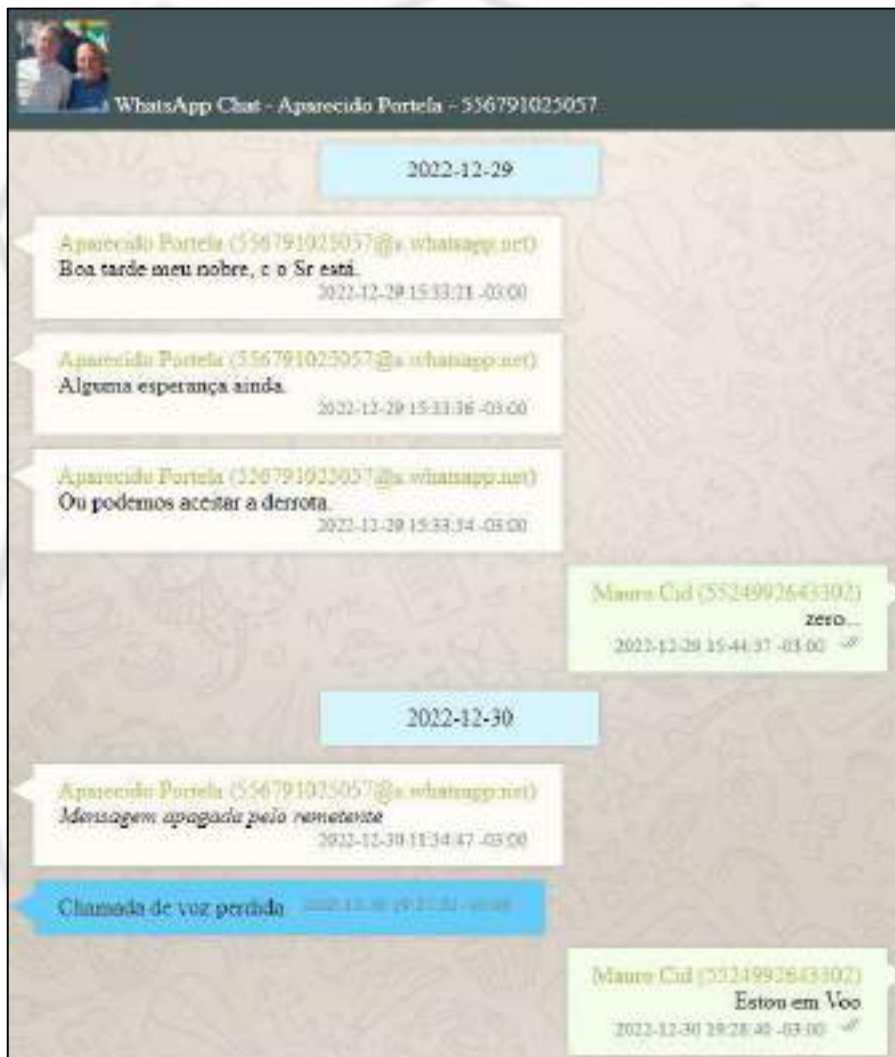 WhatsApp Chat - Aparecido Portela - 556791025057
2022-12-29
Aparecido Portela (556791025057@s.whatsapp.net)
Boa tarde meu nobre, c o Sr está.
2022-12-29 15:33:21 -03:00
Aparecido Portela (556791025057@s.whatsapp.net)
Alguma esperança ainda.
2022-12-29 15:33:36 -03:00
Aparecido Portela (556791025057@s.whatsapp.net)
Ou podemos aceitar a derrota.
2022-12-29 15:33:54 -03:00
Mauro Cid (5524992643302)
zero...
2022-12-29 15:44:37 -03:00
2022-12-30
Aparecido Portela (556791025057@s.whatsapp.net)
Mensagem apagada pelo remetente
2022-12-30 11:34:47 -03:00
Chamada de voz perdida
Mauro Cid (5524992643302)
Estou em Voo
2022-12-30 19:28:40 -03:00